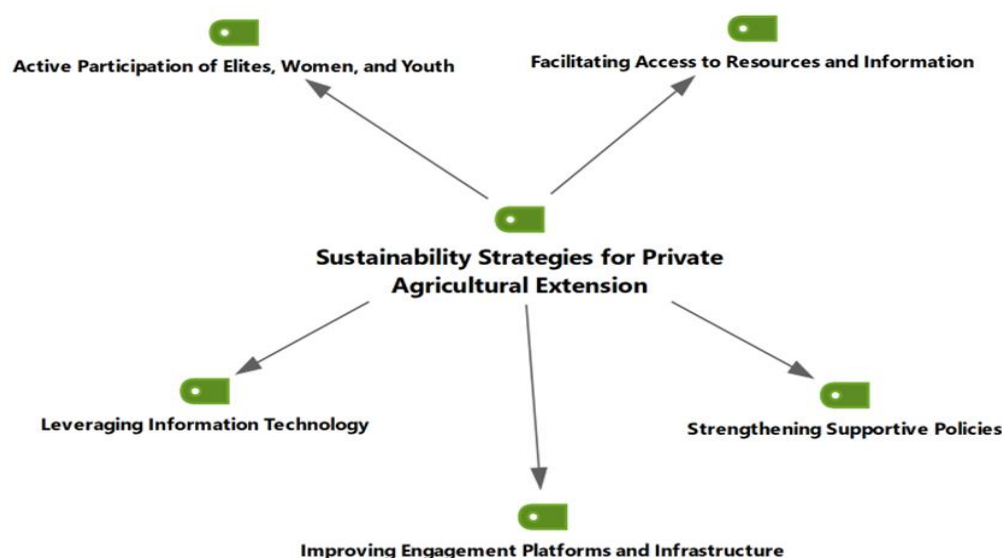 Active Participation of Elites, Women, and Youth
Facilitating Access to Resources and Information
Sustainability Strategies for Private
Agricultural Extension
Leveraging Information Technology
Strengthening Supportive Policies
Improving Engagement Platforms and Infrastructure